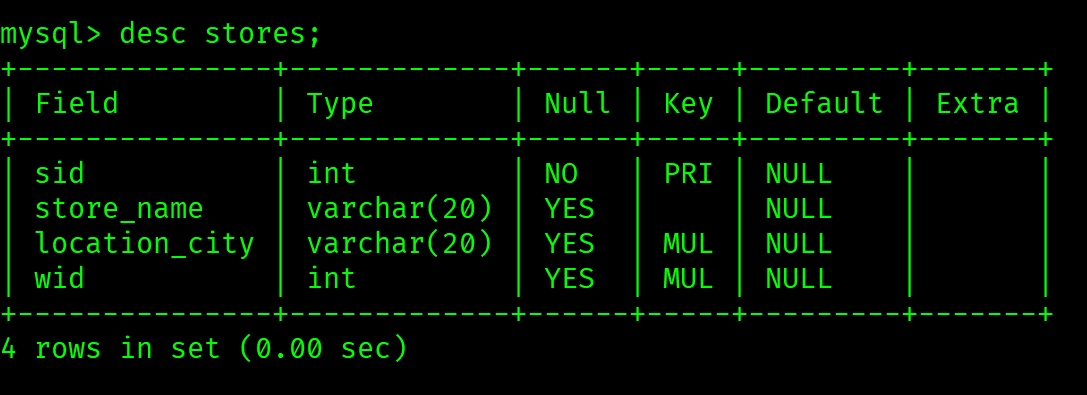 mysql> desc stores;
+---------------+-------------+------+-----+---------+-------+
| Field         | Type        | Null | Key | Default | Extra |
+---------------+-------------+------+-----+---------+-------+
| sid           | int         | NO   | PRI | NULL    |       |
| store_name    | varchar(20) | YES  |     | NULL    |       |
| location_city | varchar(20) | YES  | MUL | NULL    |       |
| wid           | int         | YES  | MUL | NULL    |       |
+---------------+-------------+------+-----+---------+-------+
4 rows in set (0.00 sec)